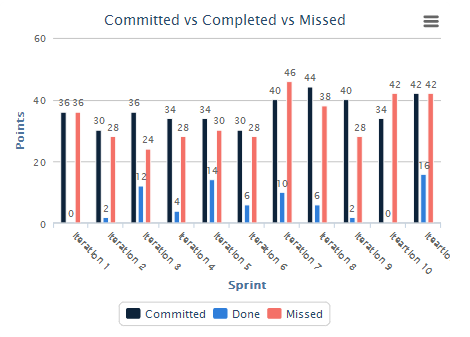 Committed vs Completed vs Missed
Points
60
40
20
0
36 0 36
30 2 28
36 12 24
34 4 28
34 14 30
30 6 28
40 10 46
44 6 38
40 2 28
34 0 42
42 16 42
Iteration 1
Iteration 2
Iteration 3
Iteration 4
Iteration 5
Iteration 6
Iteration 7
Iteration 8
Iteration 9
Iteartion 10
Sprint
Committed Done Missed